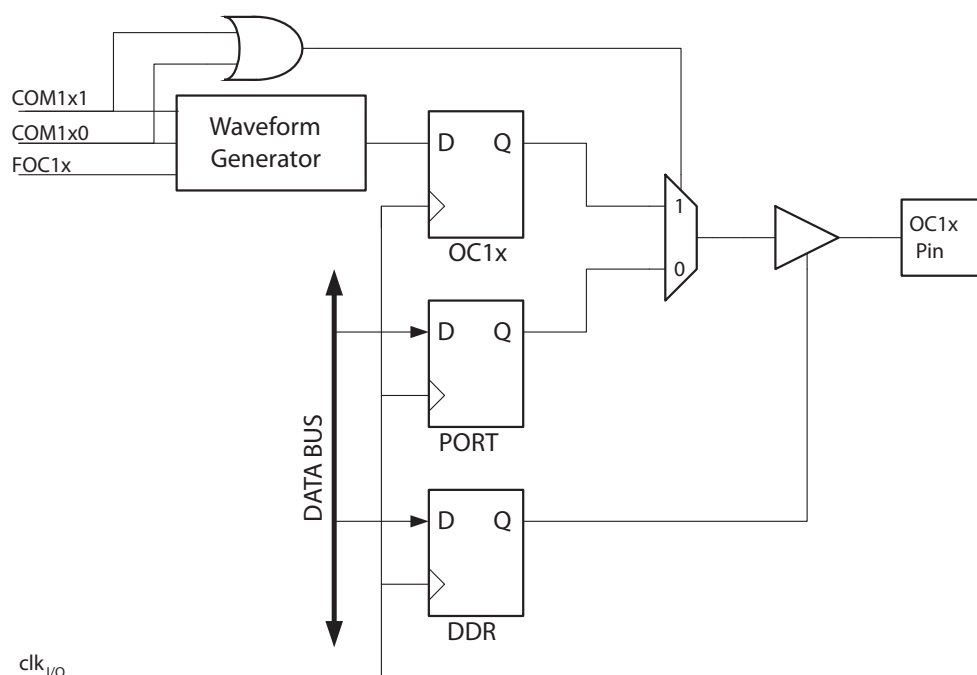 COM1x1
COM1x0
FOC1x
Waveform
Generator
D Q
OC1x
1
0
OC1x
Pin
DATA BUS
D Q
PORT
D Q
DDR
clk I/O